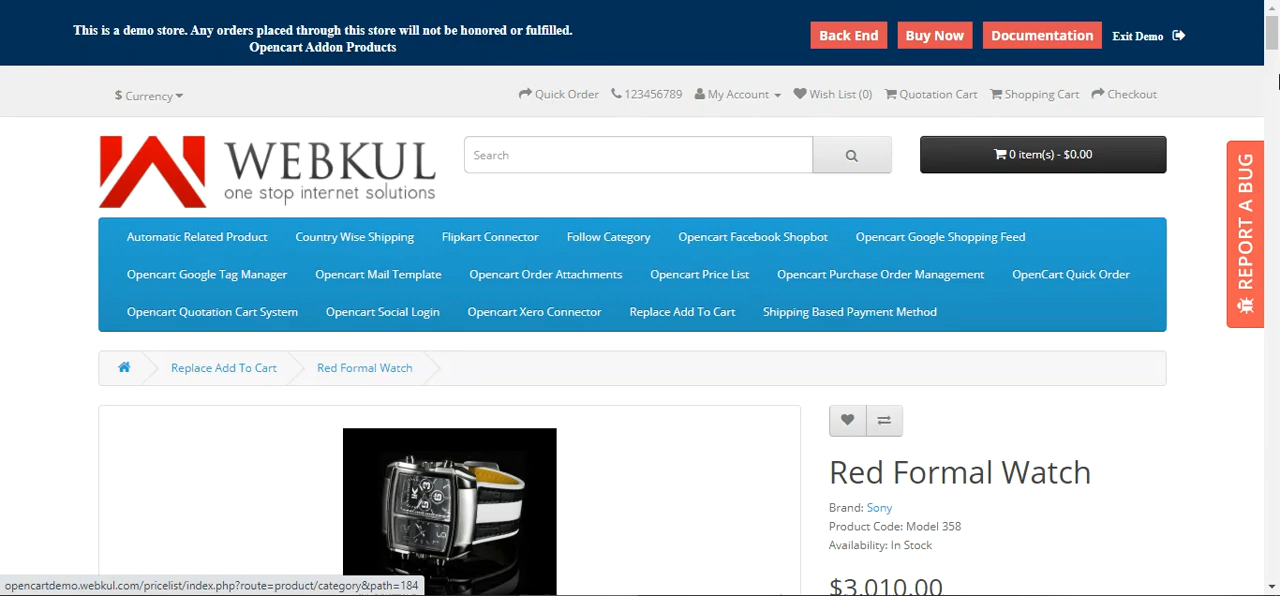 This is a demo store. Any orders placed through this store will not be honored or fulfilled.
Opencart Addon Products
Back End
Buy Now
Documentation
Exit Demo
$ Currency
Quick Order
123456789
My Account
Wish List (0)
Quotation Cart
Shopping Cart
Checkout
WEBKUL
one stop internet solutions
Search
0 item(s) - $0.00
REPORT A BUG
Automatic Related Product
Country Wise Shipping
Flipkart Connector
Follow Category
Opencart Facebook Shopbot
Opencart Google Shopping Feed
Opencart Google Tag Manager
Opencart Mail Template
Opencart Order Attachments
Opencart Price List
Opencart Purchase Order Management
OpenCart Quick Order
Opencart Quotation Cart System
Opencart Social Login
Opencart Xero Connector
Replace Add To Cart
Shipping Based Payment Method
Replace Add To Cart
Red Formal Watch
Red Formal Watch
Brand: Sony
Product Code: Model 358
Availability: In Stock
$3,010.00
opencartdemo.webkul.com/pricelist/index.php?route=product/category&path=184